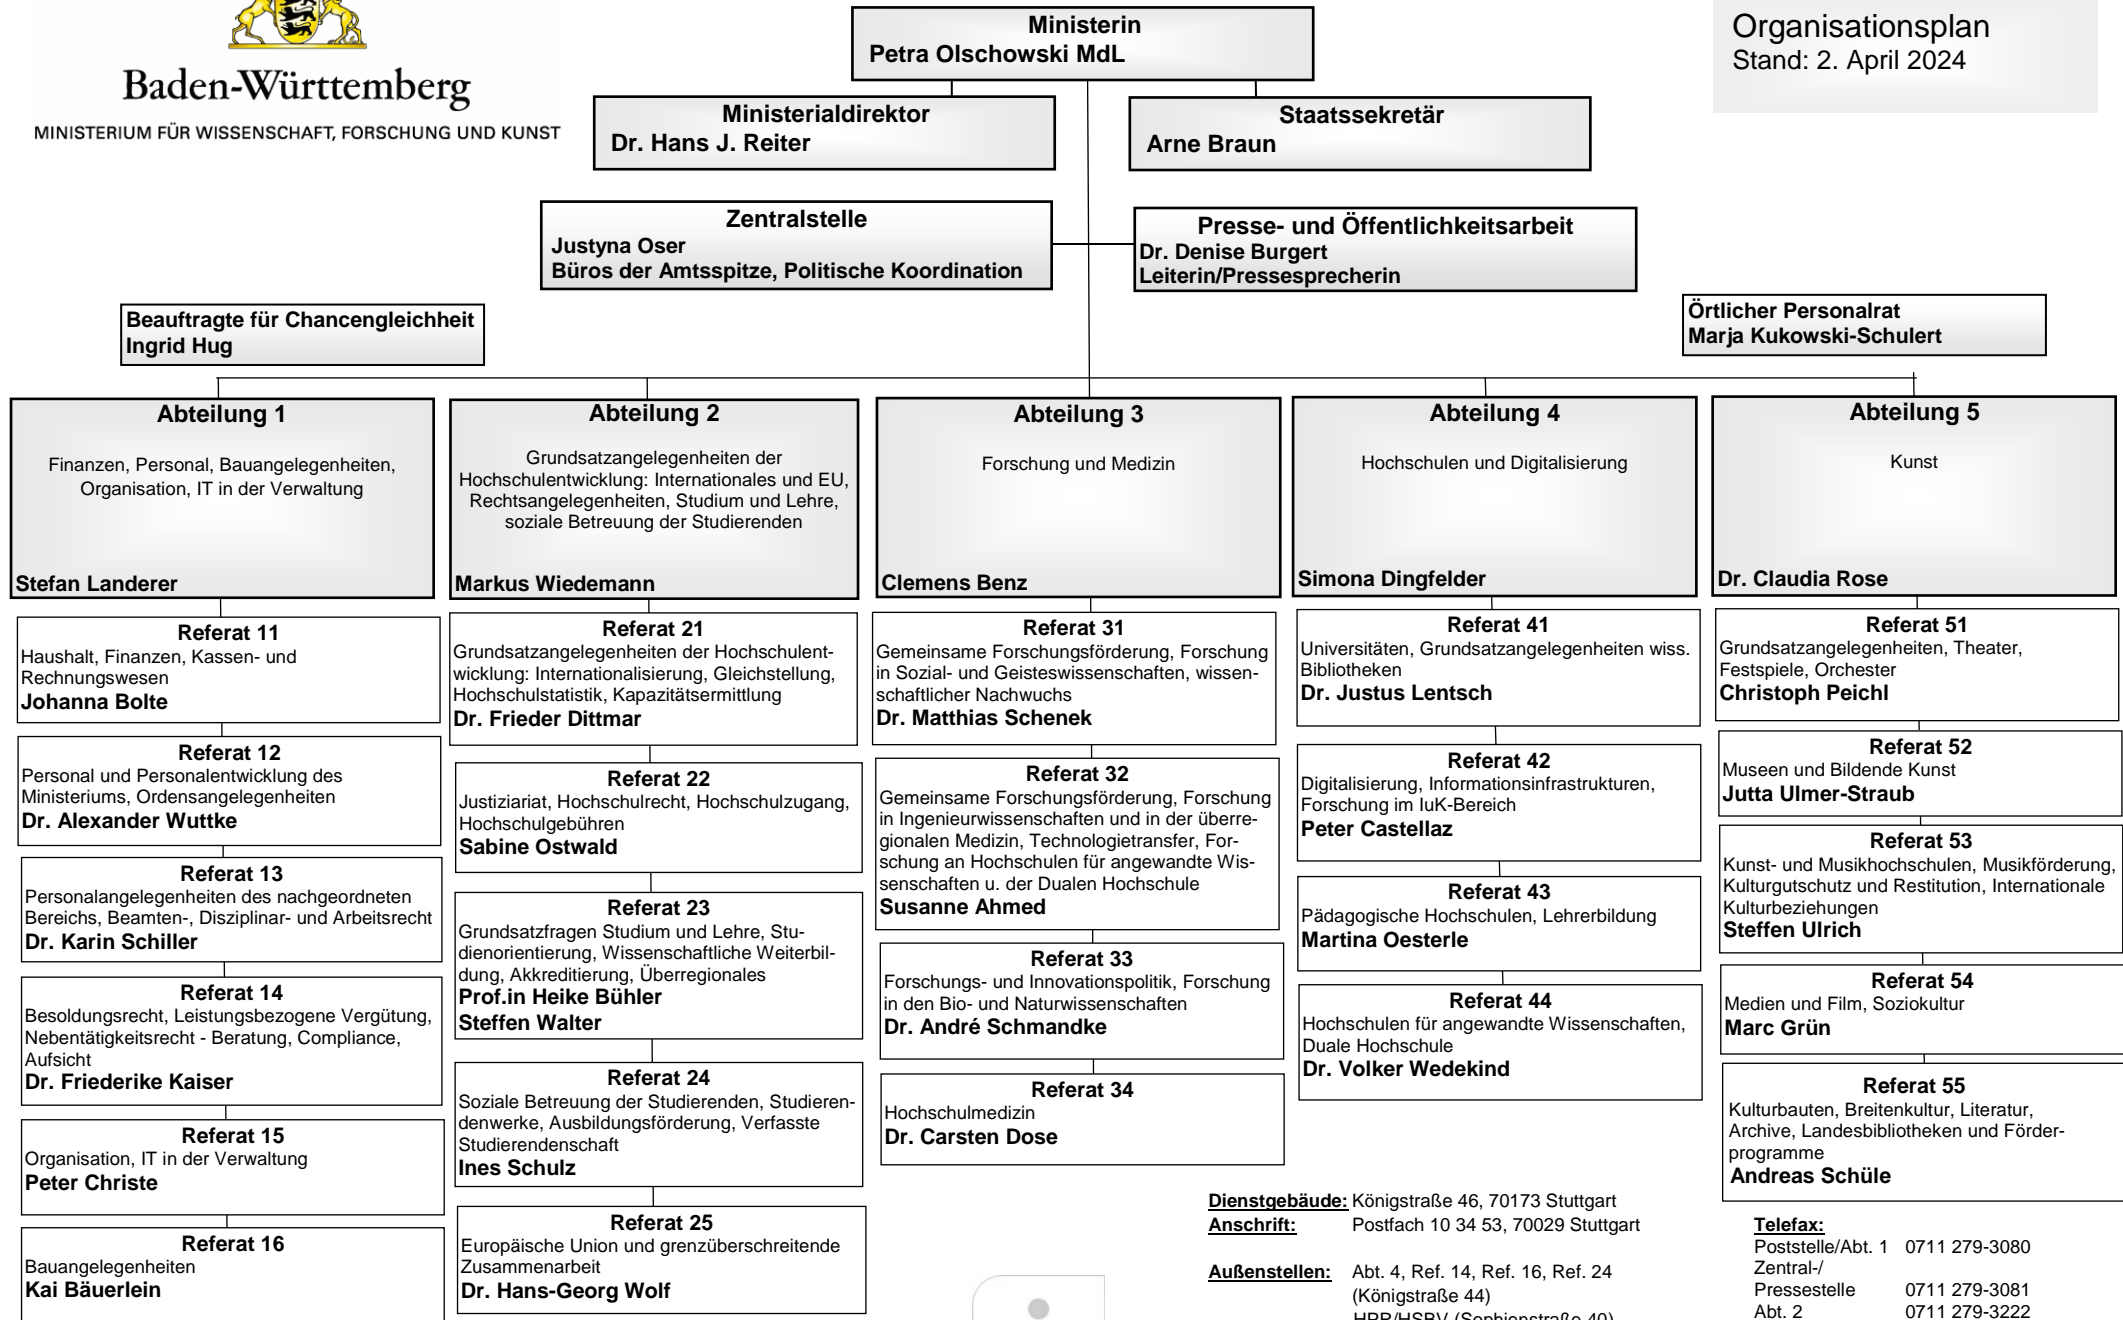 Baden-Württemberg
MINISTERIUM FÜR WISSENSCHAFT, FORSCHUNG UND KUNST
Organisationsplan
Stand: 2. April 2024
Ministerin
Petra Olschowski MdL
Ministerialdirektor
Dr. Hans J. Reiter
Staatssekretär
Arne Braun
Zentralstelle
Justyna Oser
Büros der Amtsspitze, Politische Koordination
Presse- und Öffentlichkeitsarbeit
Dr. Denise Burgert
Leiterin/Pressesprecherin
Beauftragte für Chancengleichheit
Ingrid Hug
Örtlicher Personalrat
Marja Kukowski-Schulert
Abteilung 1
Finanzen, Personal, Bauangelegenheiten,
Organisation, IT in der Verwaltung
Stefan Landerer
Referat 11
Haushalt, Finanzen, Kassen- und
Rechnungswesen
Johanna Bolte
Referat 12
Personal und Personalentwicklung des
Ministeriums, Ordensangelegenheiten
Dr. Alexander Wuttke
Referat 13
Personalangelegenheiten des nachgeordneten
Bereichs, Beamten-, Disziplinar- und Arbeitsrecht
Dr. Karin Schiller
Referat 14
Besoldungsrecht, Leistungsbezogene Vergütung,
Nebentätigkeitsrecht - Beratung, Compliance,
Aufsicht
Dr. Friederike Kaiser
Referat 15
Organisation, IT in der Verwaltung
Peter Christe
Referat 16
Bauangelegenheiten
Kai Bäuerlein
Abteilung 2
Grundsatzangelegenheiten der
Hochschulentwicklung: Internationales und EU,
Rechtsangelegenheiten, Studium und Lehre,
soziale Betreuung der Studierenden
Markus Wiedemann
Referat 21
Grundsatzangelegenheiten der Hochschulent-
wicklung: Internationalisierung, Gleichstellung,
Hochschulstatistik, Kapazitätsermittlung
Dr. Frieder Dittmar
Referat 22
Justiziariat, Hochschulrecht, Hochschulzugang,
Hochschulgebühren
Sabine Ostwald
Referat 23
Grundsatzfragen Studium und Lehre, Stu-
dienorientierung, Wissenschaftliche Weiterbil-
dung, Akkreditierung, Überregionales
Prof.in Heike Bühler
Steffen Walter
Referat 24
Soziale Betreuung der Studierenden, Studieren-
denwerke, Ausbildungsförderung, Verfasste
Studierendenschaft
Ines Schulz
Referat 25
Europäische Union und grenzüberschreitende
Zusammenarbeit
Dr. Hans-Georg Wolf
Abteilung 3
Forschung und Medizin
Clemens Benz
Referat 31
Gemeinsame Forschungsförderung, Forschung
in Sozial- und Geisteswissenschaften, wissen-
schaftlicher Nachwuchs
Dr. Matthias Schenek
Referat 32
Gemeinsame Forschungsförderung, Forschung
in Ingenieurwissenschaften und in der überre-
gionalen Medizin, Technologietransfer, For-
schung an Hochschulen für angewandte Wis-
senschaften u. der Dualen Hochschule
Susanne Ahmed
Referat 33
Forschungs- und Innovationspolitik, Forschung
in den Bio- und Naturwissenschaften
Dr. André Schmandke
Referat 34
Hochschulmedizin
Dr. Carsten Dose
Abteilung 4
Hochschulen und Digitalisierung
Simona Dingfelder
Referat 41
Universitäten, Grundsatzangelegenheiten wiss.
Bibliotheken
Dr. Justus Lentsch
Referat 42
Digitalisierung, Informationsinfrastrukturen,
Forschung im IuK-Bereich
Peter Castellaz
Referat 43
Pädagogische Hochschulen, Lehrerbildung
Martina Oesterle
Referat 44
Hochschulen für angewandte Wissenschaften,
Duale Hochschule
Dr. Volker Wedekind
Abteilung 5
Kunst
Dr. Claudia Rose
Referat 51
Grundsatzangelegenheiten, Theater,
Festspiele, Orchester
Christoph Peichl
Referat 52
Museen und Bildende Kunst
Jutta Ulmer-Straub
Referat 53
Kunst- und Musikhochschulen, Musikförderung,
Kulturgutschutz und Restitution, Internationale
Kulturbeziehungen
Steffen Ulrich
Referat 54
Medien und Film, Soziokultur
Marc Grün
Referat 55
Kulturbauten, Breitenkultur, Literatur,
Archive, Landesbibliotheken und Förder-
programme
Andreas Schüle
Dienstgebäude: Königstraße 46, 70173 Stuttgart
Anschrift: Postfach 10 34 53, 70029 Stuttgart
Außenstellen: Abt. 4, Ref. 14, Ref. 16, Ref. 24
(Königstraße 44)
HPR/HSBV (Sophienstraße 40)
Telefax:
Poststelle/Abt. 1 0711 279-3080
Zentral-/
Pressestelle 0711 279-3081
Abt. 2 0711 279-3222